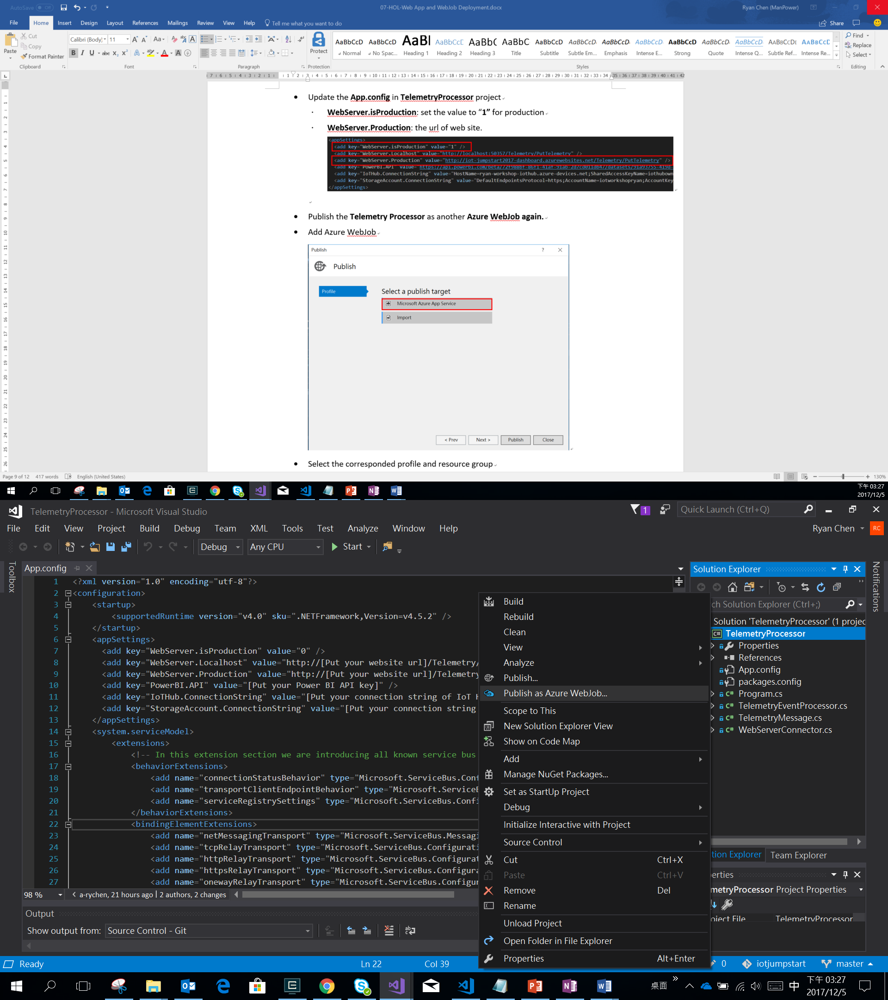 AutoSave Off
07-HOL-Web App and WebJob Deployment.docx
Ryan Chen (ManPower)
File Home Insert Design Layout References Mailings Review View Help Tell me what you want to do
Share
Paste
Cut
Copy
Format Painter
Calibri (Body) 11
Protect
AaBbCcD AaBbCcD AaBl AaBbCcD AaBb( AaBbC AaBbCcD AaBbCcD AaBbCcD AaBbCcD AaBbCcD AaBbCcD AaBbCcD AaBbCcDt AaBbCcD
Normal No Spac... Heading 1 Heading 2 Heading 3 Title Subtitle Subtle Em... Emphasis Intense E... Strong Quote Intense Q... Subtle Ref... Intense Re...
Find
Replace
Select
Clipboard Font Paragraph Protection Styles Editing
Update the App.config in TelemetryProcessor project
WebServer.isProduction: set the value to “1” for production
WebServer.Production: the url of web site.
<appSettings>
<add key="WebServer.isProduction" value="1" />
<add key="WebServer.Localhost" value="http://localhost:50357/Telemetry/PutTelemetry" />
<add key="WebServer.Production" value="http://iot-jumpstart2017-dashboard.azurewebsites.net/Telemetry/PutTelemetry" />
<add key="PowerBI.API" value="https://api.powerbi.com/beta/72f988bf-86f1-41af-91ab-2d7cd011db47/datasets/91a93755-419d-
<add key="IoTHub.ConnectionString" value="HostName=ryan-workshop-iothub.azure-devices.net;SharedAccessKeyName=iothubown
<add key="StorageAccount.ConnectionString" value="DefaultEndpointsProtocol=https;AccountName=iotworkshopryan;AccountKey
</appSettings>
Publish the Telemetry Processor as another Azure WebJob again.
Add Azure WebJob
Publish ?
Publish
Profile
Select a publish target
Microsoft Azure App Service
Import
< Prev Next > Publish Close
Select the corresponded profile and resource group
Page 9 of 12 417 words English (United States) 130%
下午 03:27
2017/12/5
TelemetryProcessor - Microsoft Visual Studio
1
Quick Launch (Ctrl+Q)
File Edit View Project Build Debug Team XML Tools Test Analyze Window Help
Ryan Chen RC
Debug Any CPU Start
Toolbox
App.config
1 <?xml version="1.0" encoding="utf-8"?>
2 <configuration>
3 <startup>
4 <supportedRuntime version="v4.0" sku=".NETFramework,Version=v4.5.2" />
5 </startup>
6 <appSettings>
7 <add key="WebServer.isProduction" value="0" />
8 <add key="WebServer.Localhost" value="http://[Put your website url]/Telemetry/
9 <add key="WebServer.Production" value="http://[Put your website url]/Telemetry
10 <add key="PowerBI.API" value="[Put your Power BI API key]" />
11 <add key="IoTHub.ConnectionString" value="[Put your connection string of IoT H
12 <add key="StorageAccount.ConnectionString" value="[Put your connection string
13 </appSettings>
14 <system.serviceModel>
15 <extensions>
16 <!-- In this extension section we are introducing all known service bus
17 <behaviorExtensions>
18 <add name="connectionStatusBehavior" type="Microsoft.ServiceBus.Conf
19 <add name="transportClientEndpointBehavior" type="Microsoft.ServiceB
20 <add name="serviceRegistrySettings" type="Microsoft.ServiceBus.Confi
21 </behaviorExtensions>
22 <bindingElementExtensions>
23 <add name="netMessagingTransport" type="Microsoft.ServiceBus.Messagi
24 <add name="tcpRelayTransport" type="Microsoft.ServiceBus.Configurati
25 <add name="httpRelayTransport" type="Microsoft.ServiceBus.Configurat
26 <add name="httpsRelayTransport" type="Microsoft.ServiceBus.Configura
27 <add name="onewayRelayTransport" type="Microsoft.ServiceBus.Configur
98 % a-rychen, 21 hours ago | 2 authors, 2 changes
Output
Show output from: Source Control - Git
Build
Rebuild
Clean
View
Analyze
Publish...
Publish as Azure WebJob...
Scope to This
New Solution Explorer View
Show on Code Map
Add
Manage NuGet Packages...
Set as StartUp Project
Debug
Initialize Interactive with Project
Source Control
Cut Ctrl+X
Paste Ctrl+V
Remove Del
Rename
Unload Project
Open Folder in File Explorer
Properties Alt+Enter
Solution Explorer
ch Solution Explorer (Ctrl+;)
Solution 'TelemetryProcessor' (1 projec
TelemetryProcessor
Properties
References
App.config
packages.config
Program.cs
TelemetryEventProcessor.cs
TelemetryMessage.cs
WebServerConnector.cs
Notifications
tion Explorer Team Explorer
perties
metryProcessor Project Properties
oject File TelemetryProcessor
Ready Ln 22 Col 39 0 iotjumpstart master
桌面 中
下午 03:27
2017/12/5